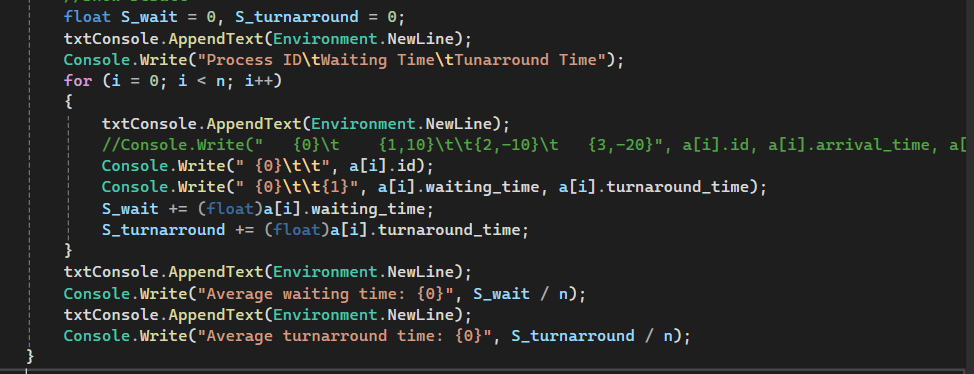 float S_wait = 0, S_turnarround = 0;
txtConsole.AppendText(Environment.NewLine);
Console.Write("Process ID\tWaiting Time\tTunarround Time");
for (i = 0; i < n; i++)
{
txtConsole.AppendText(Environment.NewLine);
//Console.Write("   {0}\t    {1,10}\t\t{2,-10}\t   {3,-20}", a[i].id, a[i].arrival_time, a[
Console.Write(" {0}\t\t", a[i].id);
Console.Write(" {0}\t\t{1}", a[i].waiting_time, a[i].turnaround_time);
S_wait += (float)a[i].waiting_time;
S_turnarround += (float)a[i].turnaround_time;
}
txtConsole.AppendText(Environment.NewLine);
Console.Write("Average waiting time: {0}", S_wait / n);
txtConsole.AppendText(Environment.NewLine);
Console.Write("Average turnarround time: {0}", S_turnarround / n);
}